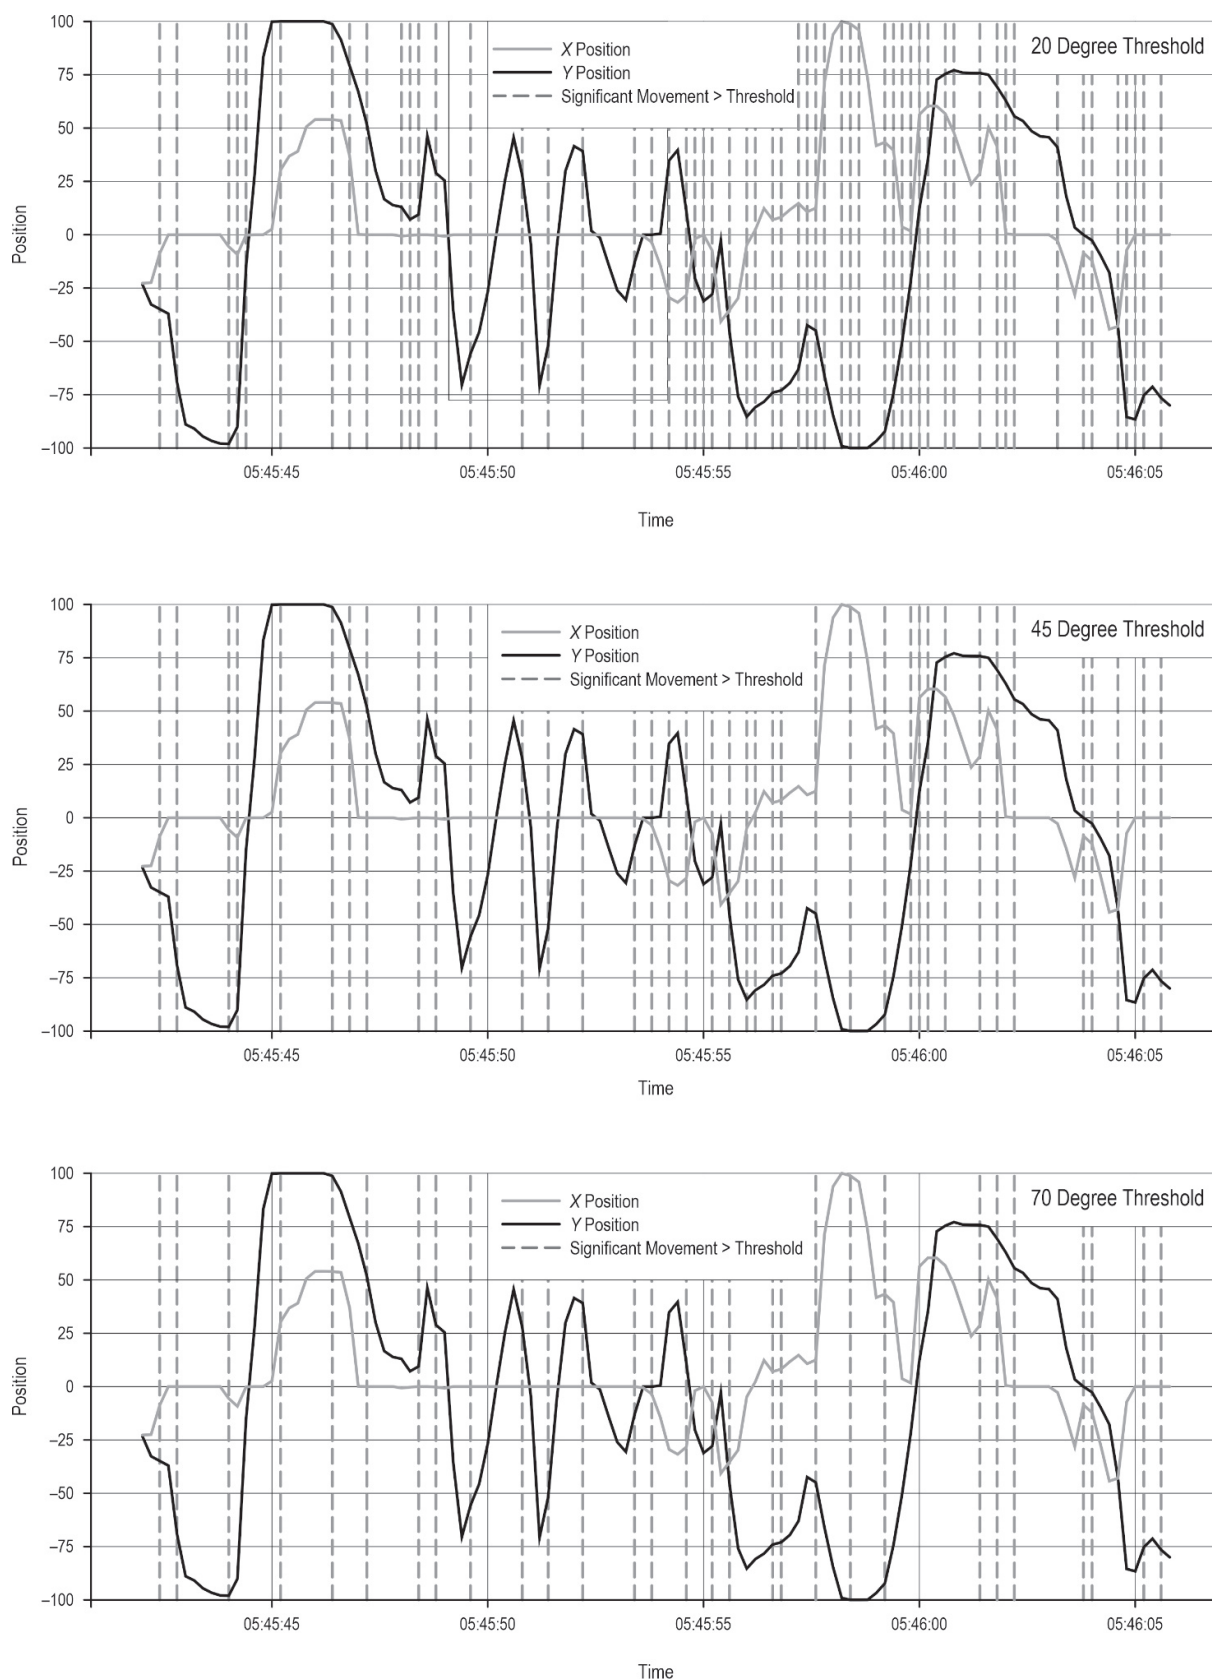 100
X Position
20 Degree Threshold
Y Position
75
Significant Movement > Threshold
50
25
Position
0
–25
–50
–75
–100
05:45:45
05:45:50
05:45:55
05:46:00
05:46:05
Time
100
X Position
45 Degree Threshold
Y Position
75
Significant Movement > Threshold
50
25
Position
0
–25
–50
–75
–100
05:45:45
05:45:50
05:45:55
05:46:00
05:46:05
Time
100
X Position
70 Degree Threshold
Y Position
75
Significant Movement > Threshold
50
25
Position
0
–25
–50
–75
–100
05:45:45
05:45:50
05:45:55
05:46:00
05:46:05
Time